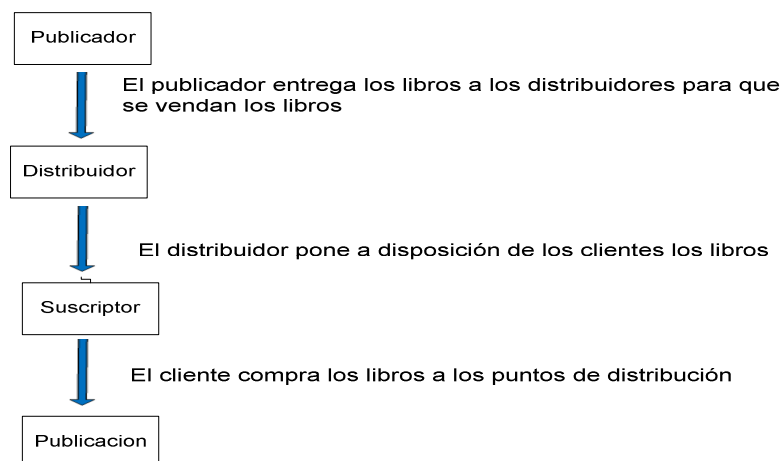 Publicador
El publicador entrega los libros a los distribuidores para que
se vendan los libros
Distribuidor
El distribuidor pone a disposición de los clientes los libros
Suscriptor
El cliente compra los libros a los puntos de distribución
Publicacion